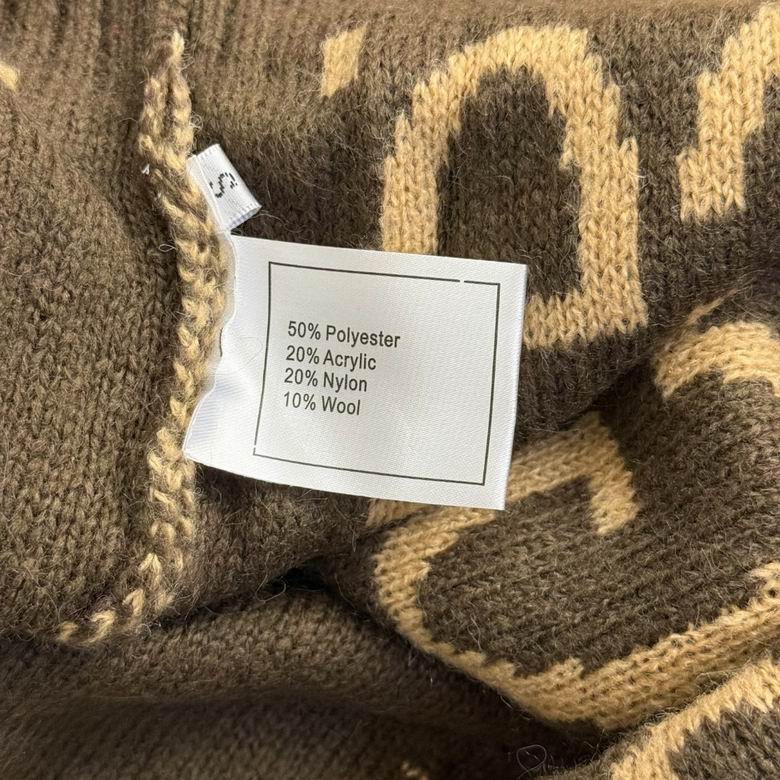 S
50% Polyester
20% Acrylic
20% Nylon
10% Wool